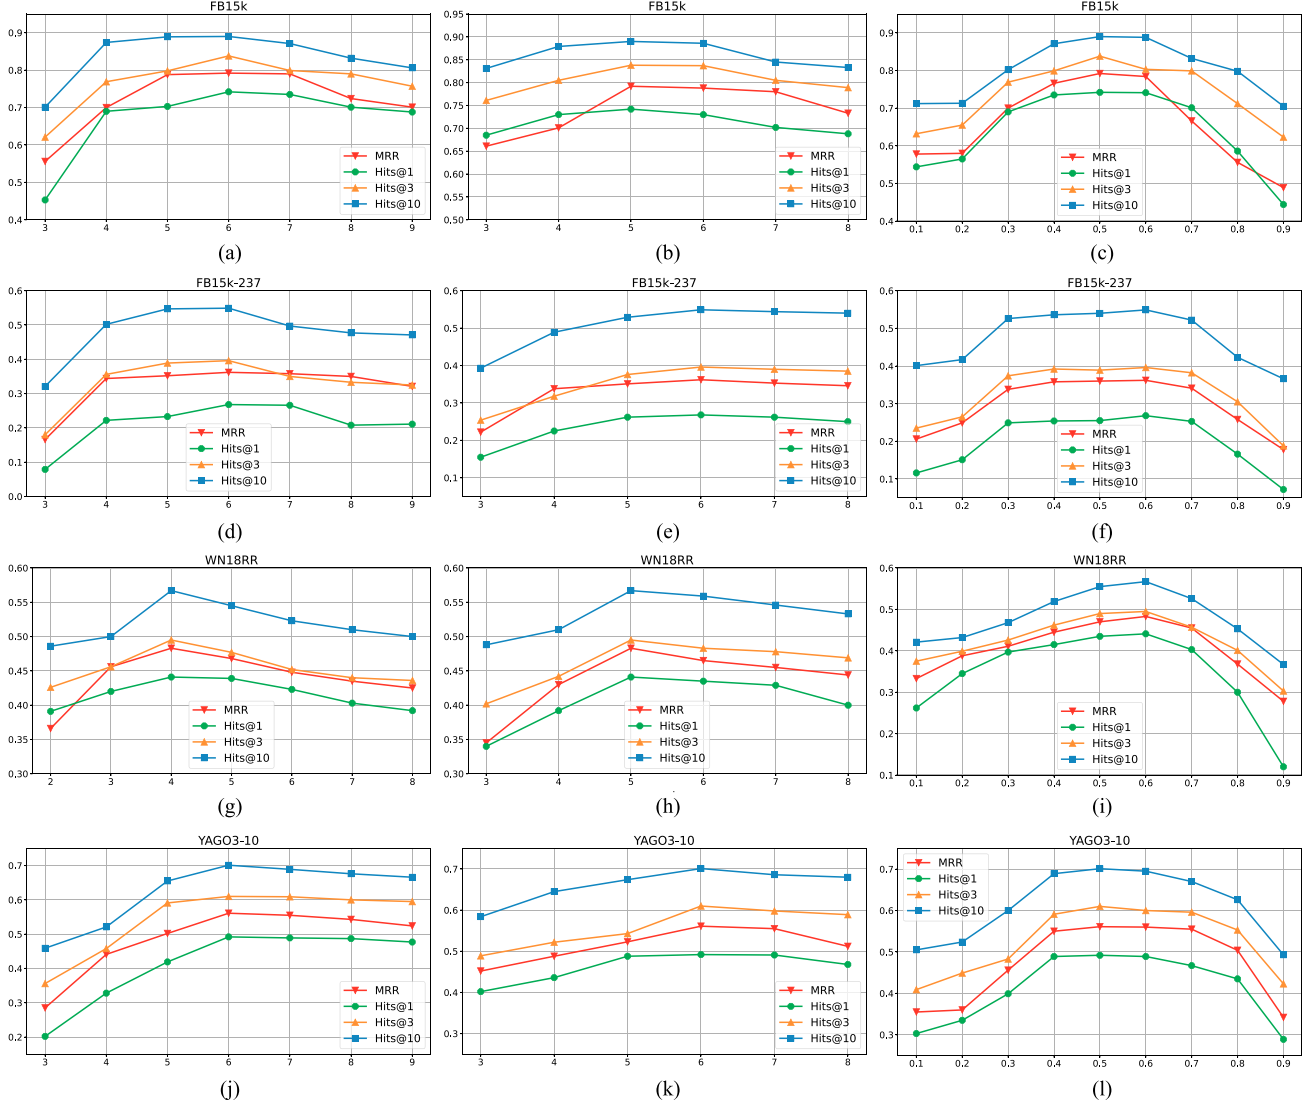 FB15k
0.9
0.8
0.7
0.6
0.5
0.4
3 4 5 6 7 8 9
MRR
Hits@1
Hits@3
Hits@10
(a)
FB15k
0.95
0.90
0.85
0.80
0.75
0.70
0.65
0.60
0.55
0.50
3 4 5 6 7 8
MRR
Hits@1
Hits@3
Hits@10
(b)
FB15k
0.9
0.8
0.7
0.6
0.5
0.4
0.1 0.2 0.3 0.4 0.5 0.6 0.7 0.8 0.9
MRR
Hits@1
Hits@3
Hits@10
(c)
FB15k-237
0.6
0.5
0.4
0.3
0.2
0.1
0.0
3 4 5 6 7 8 9
MRR
Hits@1
Hits@3
Hits@10
(d)
FB15k-237
0.6
0.5
0.4
0.3
0.2
0.1
3 4 5 6 7 8
MRR
Hits@1
Hits@3
Hits@10
(e)
FB15k-237
0.6
0.5
0.4
0.3
0.2
0.1
0.1 0.2 0.3 0.4 0.5 0.6 0.7 0.8 0.9
MRR
Hits@1
Hits@3
Hits@10
(f)
WN18RR
0.60
0.55
0.50
0.45
0.40
0.35
0.30
2 3 4 5 6 7 8
MRR
Hits@1
Hits@3
Hits@10
(g)
WN18RR
0.60
0.55
0.50
0.45
0.40
0.35
0.30
3 4 5 6 7 8
MRR
Hits@1
Hits@3
Hits@10
(h)
WN18RR
0.6
0.5
0.4
0.3
0.2
0.1
0.1 0.2 0.3 0.4 0.5 0.6 0.7 0.8 0.9
MRR
Hits@1
Hits@3
Hits@10
(i)
YAGO3-10
0.7
0.6
0.5
0.4
0.3
0.2
3 4 5 6 7 8 9
MRR
Hits@1
Hits@3
Hits@10
(j)
YAGO3-10
0.7
0.6
0.5
0.4
0.3
3 4 5 6 7 8
MRR
Hits@1
Hits@3
Hits@10
(k)
YAGO3-10
0.7
0.6
0.5
0.4
0.3
0.1 0.2 0.3 0.4 0.5 0.6 0.7 0.8 0.9
MRR
Hits@1
Hits@3
Hits@10
(l)